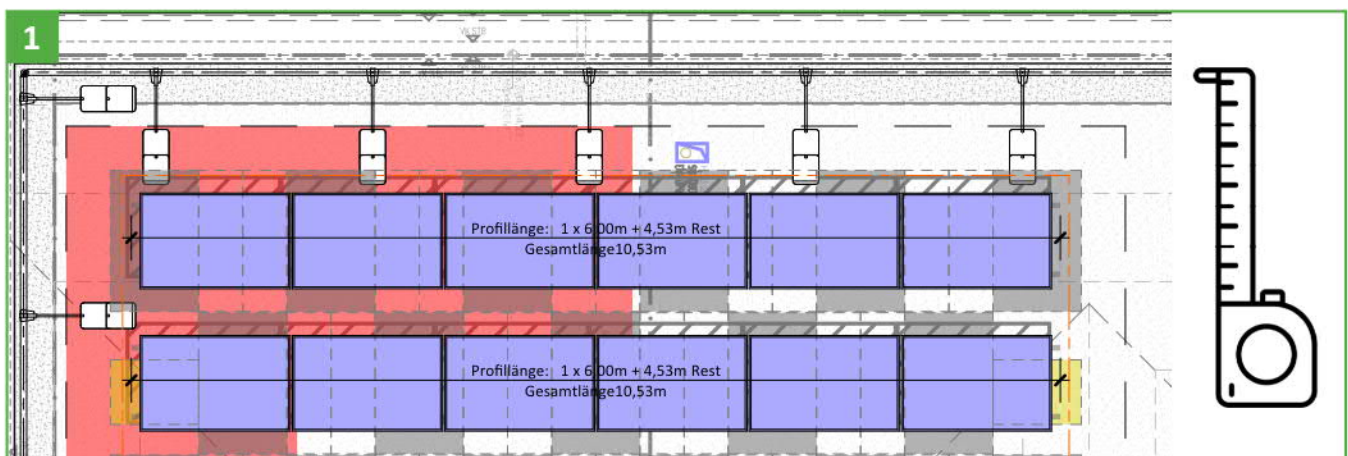 1
Profillänge: 1 x 6,00m + 4,53m Rest
Gesamtlänge10,53m
Profillänge: 1 x 6,00m + 4,53m Rest
Gesamtlänge10,53m